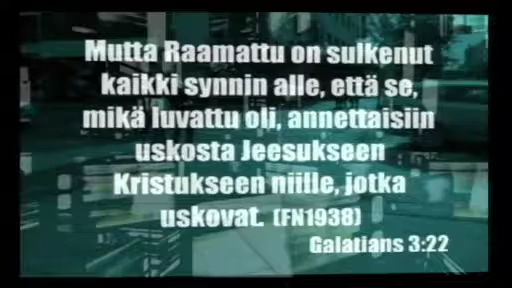 Mutta Raamattu on sulkenut
kaikki synnin alle, että se,
mikä luvattu oli, annettaisiin
uskosta Jeesukseen
Kristukseen niille, jotka
uskovat. (FN1938)
Galatians 3:22